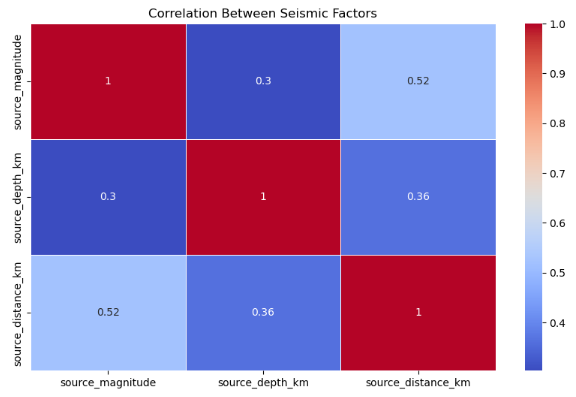 Correlation Between Seismic Factors
source_magnitude
1
0.3
0.52
source_depth_km
0.3
1
0.36
source_distance_km
0.52
0.36
1
source_magnitude
source_depth_km
source_distance_km
1.0
0.9
0.8
0.7
0.6
0.5
0.4